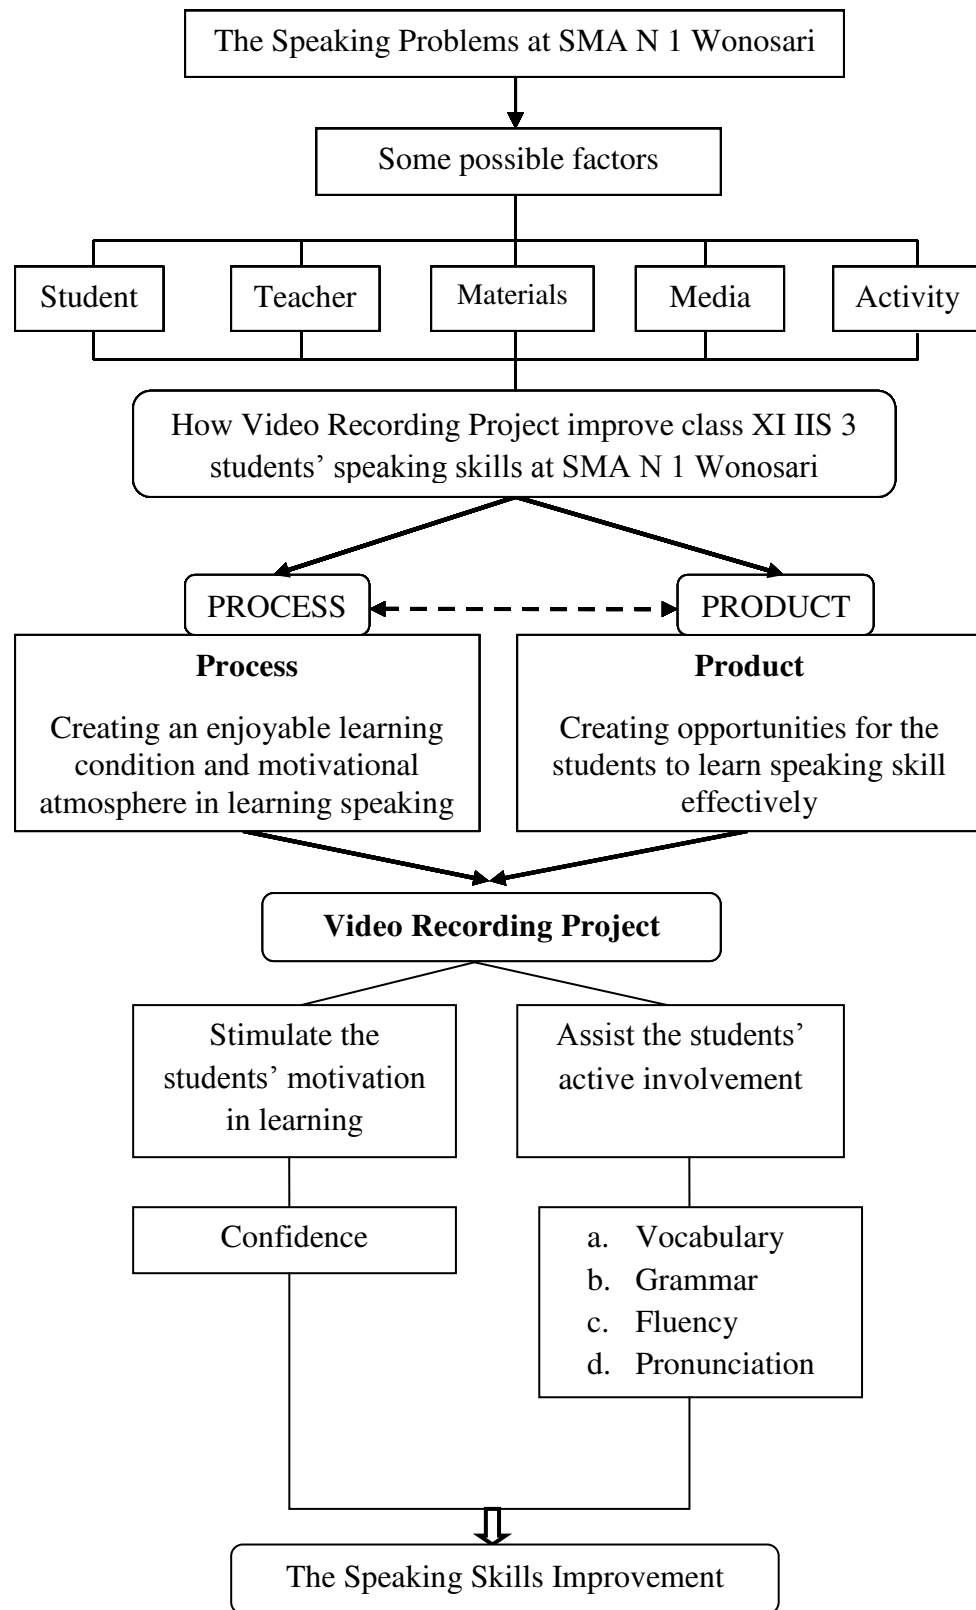 The Speaking Problems at SMA N 1 Wonosari
Some possible factors
Student
Teacher
Materials
Media
Activity
How Video Recording Project improve class XI IIS 3
students’ speaking skills at SMA N 1 Wonosari
PROCESS
PRODUCT
Process
Creating an enjoyable learning
condition and motivational
atmosphere in learning speaking
Product
Creating opportunities for the
students to learn speaking skill
effectively
Video Recording Project
Stimulate the
students’ motivation
in learning
Assist the students’
active involvement
Confidence
a. Vocabulary
b. Grammar
c. Fluency
d. Pronunciation
The Speaking Skills Improvement